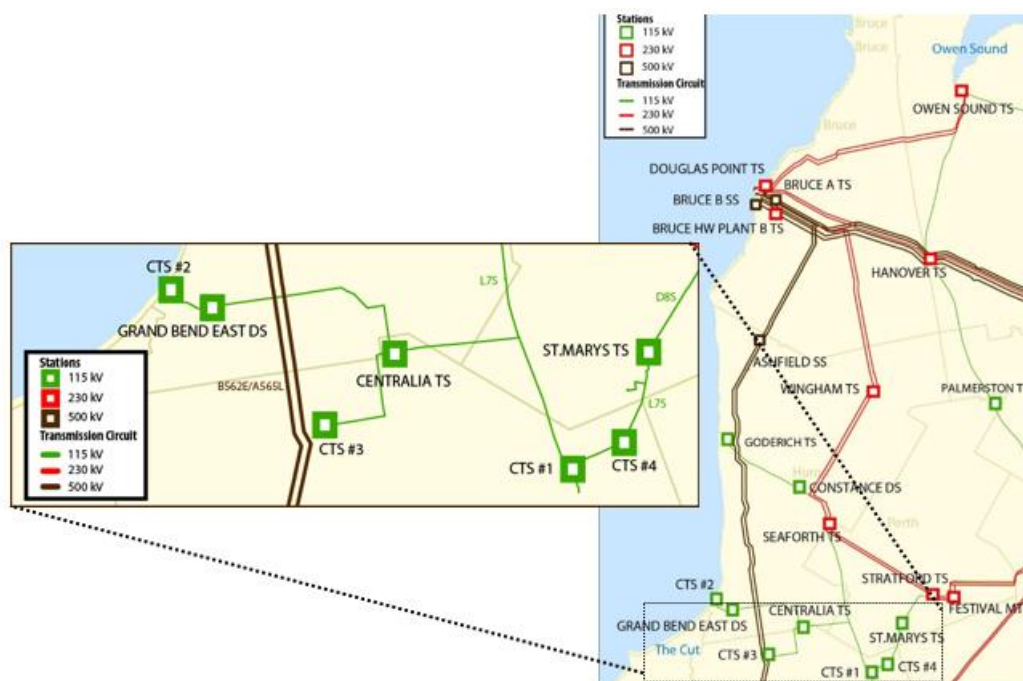 Stations
115 kV
230 kV
500 kV
Transmission Circuit
115 kV
230 kV
500 kV
Bruce
Bruce
Owen Sound
OWEN SOUND TS
Bruce
DOUGLAS POINT TS
BRUCE A TS
BRUCE B SS
BRUCE HW PLANT B TS
HANOVER TS
ASHFIELD SS
WINGHAM TS
PALMERSTON T
GODERICH TS
Huron
CONSTANCE DS
SEAFORTH TS
Perth
STRATFORD TS
FESTIVAL MT
CTS #2
GRAND BEND EAST DS
CENTRALIA TS
ST.MARYS TS
The Cut
CTS #3
CTS #1
CTS #4
CTS #2
GRAND BEND EAST DS
L7S
D8S
ST.MARYS TS
CENTRALIA TS
B562E/A565L
L7S
CTS #3
CTS #1
CTS #4
Stations
115 kV
230 kV
500 kV
Transmission Circuit
115 kV
230 kV
500 kV